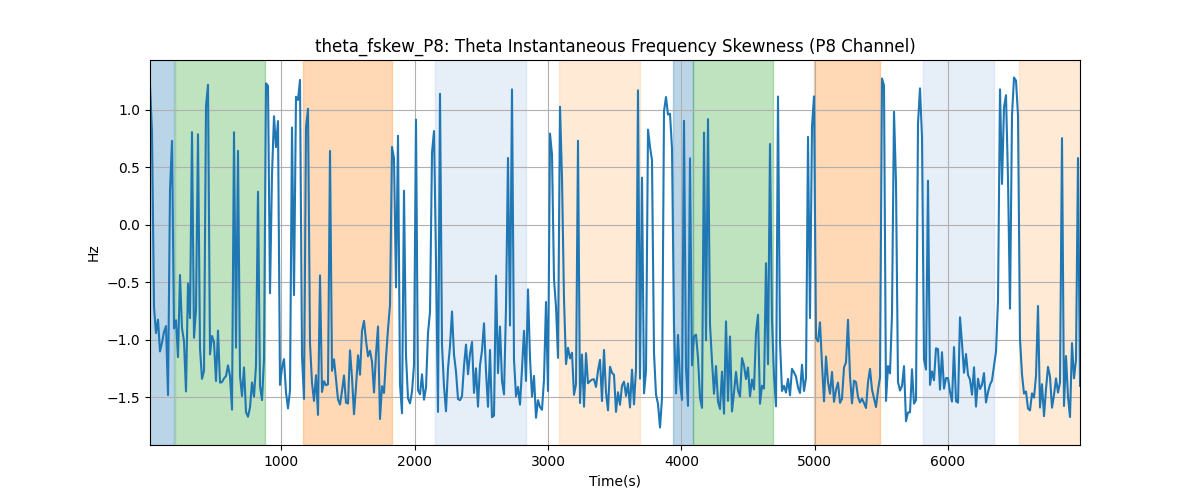 theta_fskew_P8: Theta Instantaneous Frequency Skewness (P8 Channel)
1.0
0.5
0.0
−0.5
−1.0
−1.5
Hz
1000 2000 3000 4000 5000 6000
Time(s)